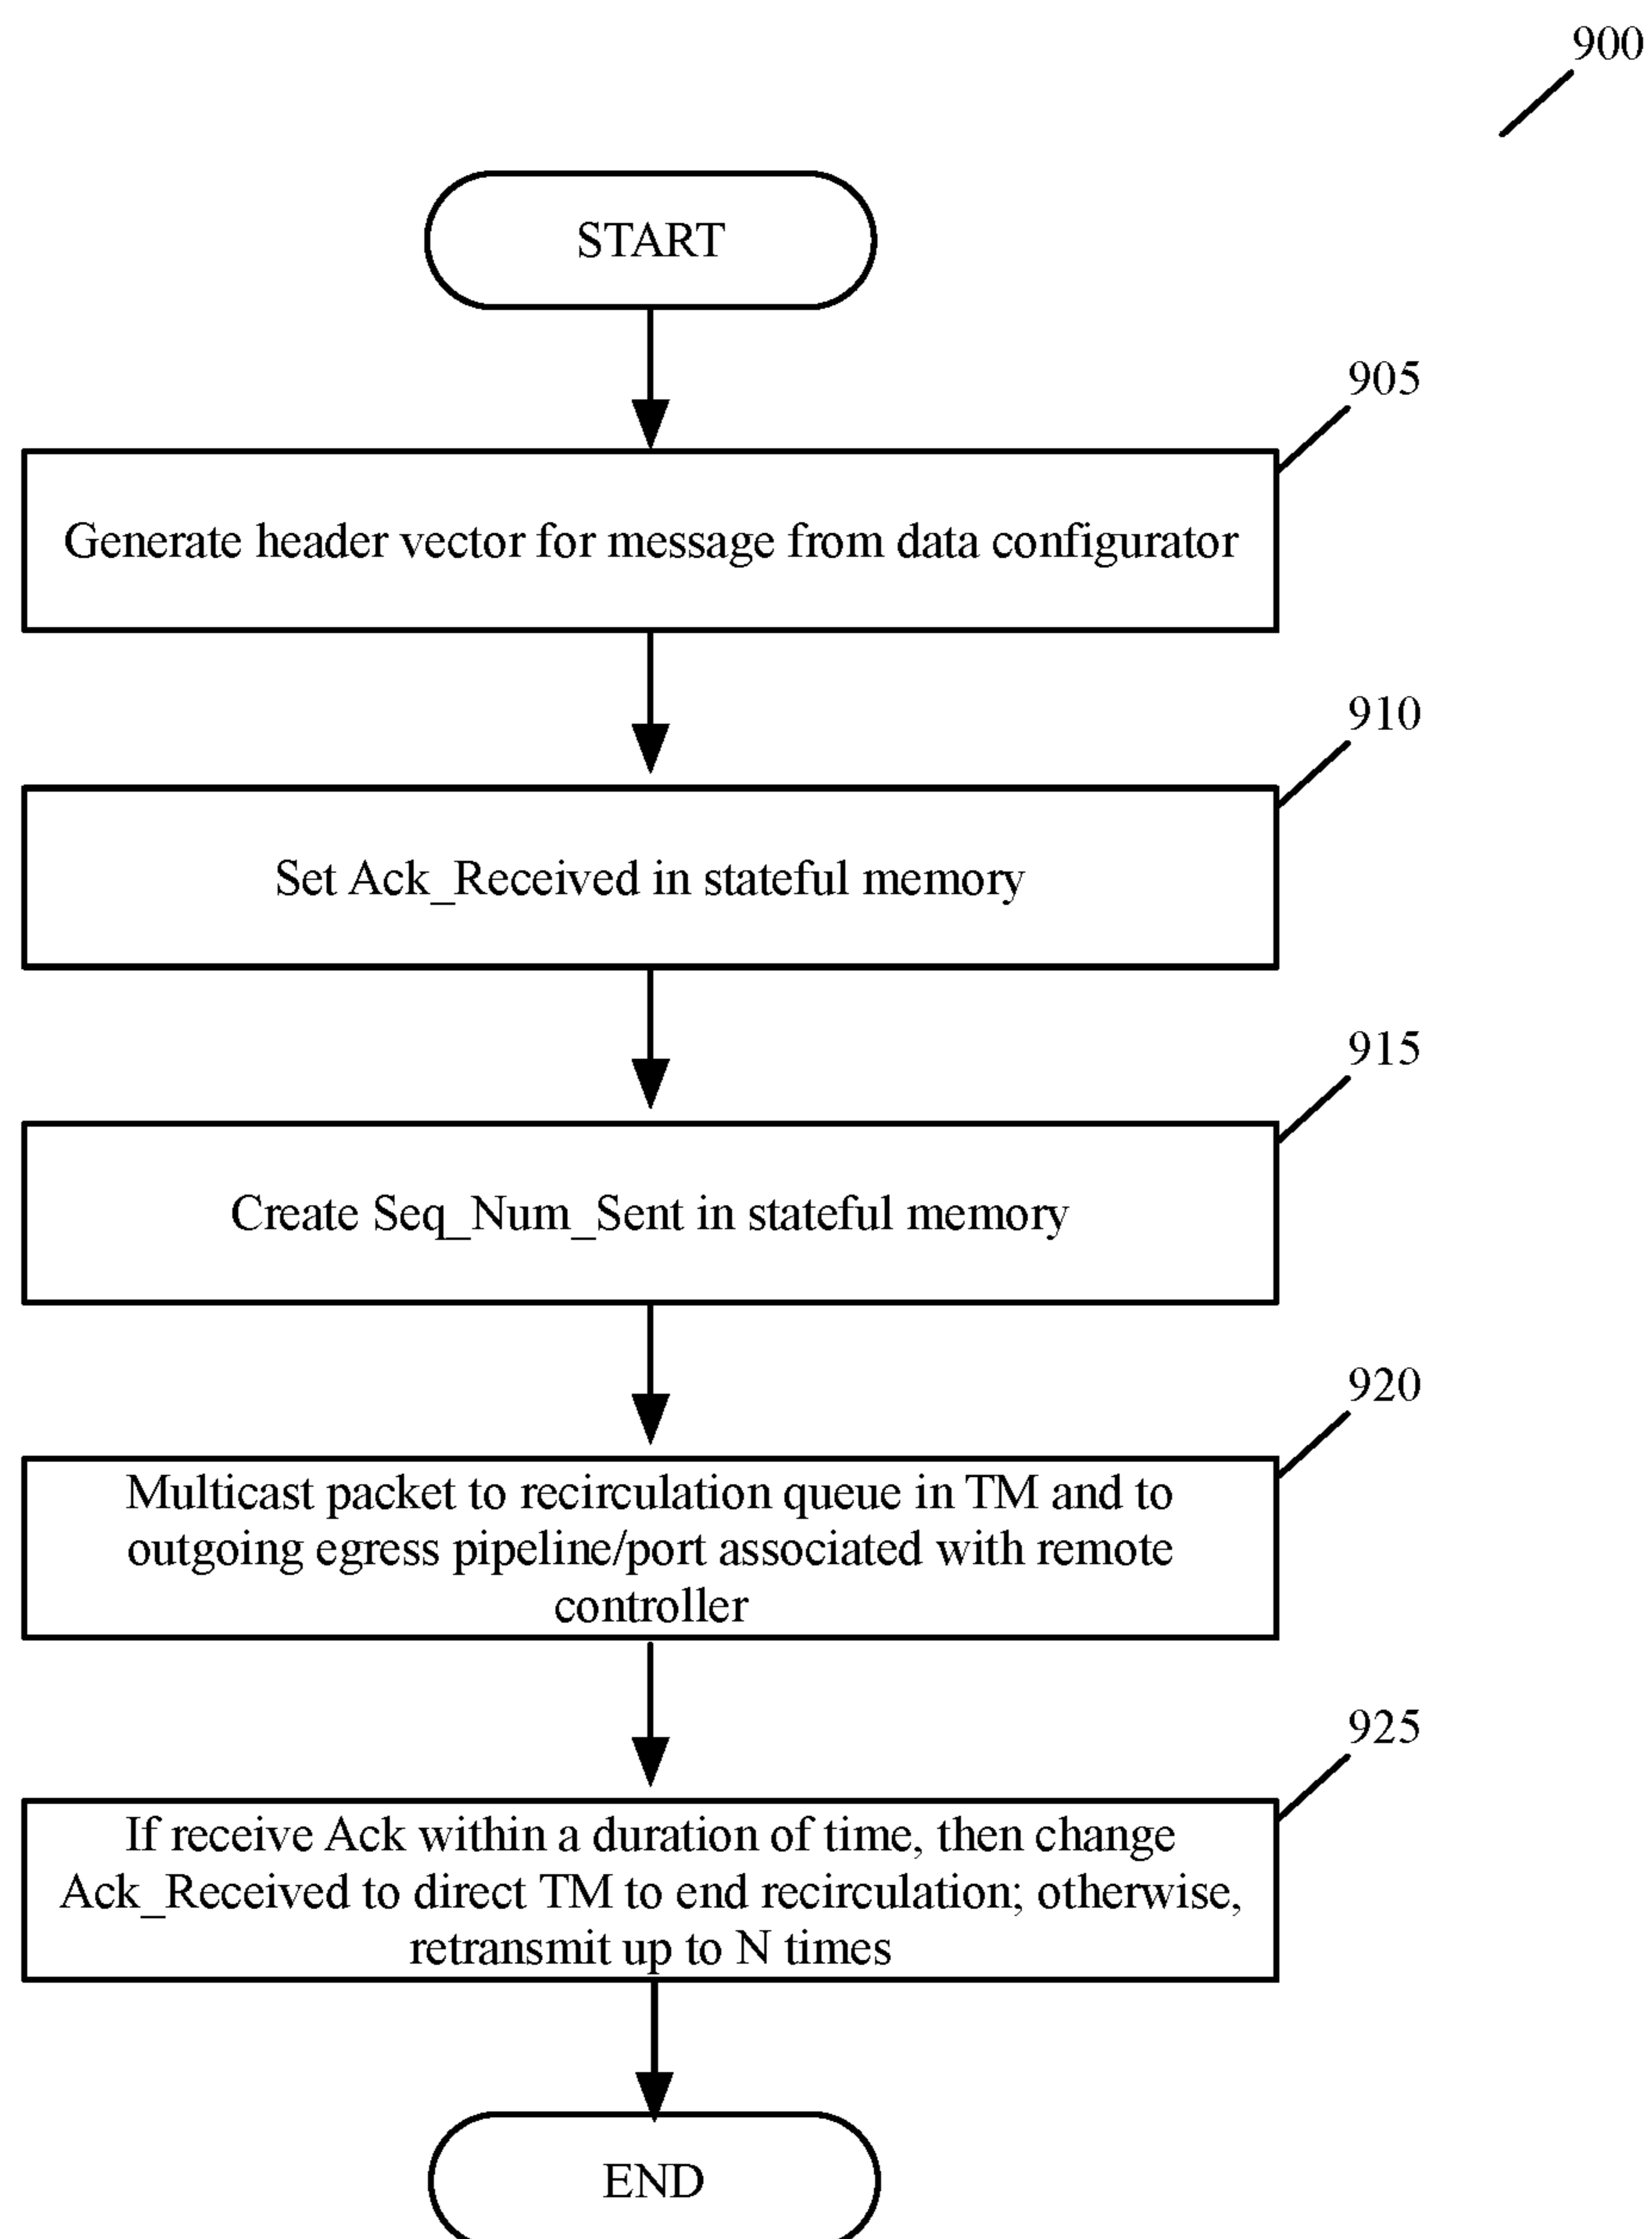 900
START
905
Generate header vector for message from data configurator
910
Set Ack_Received in stateful memory
915
Create Seq_Num_Sent in stateful memory
920
Multicast packet to recirculation queue in TM and to
outgoing egress pipeline/port associated with remote
controller
925
If receive Ack within a duration of time, then change
Ack_Received to direct TM to end recirculation; otherwise,
retransmit up to N times
END